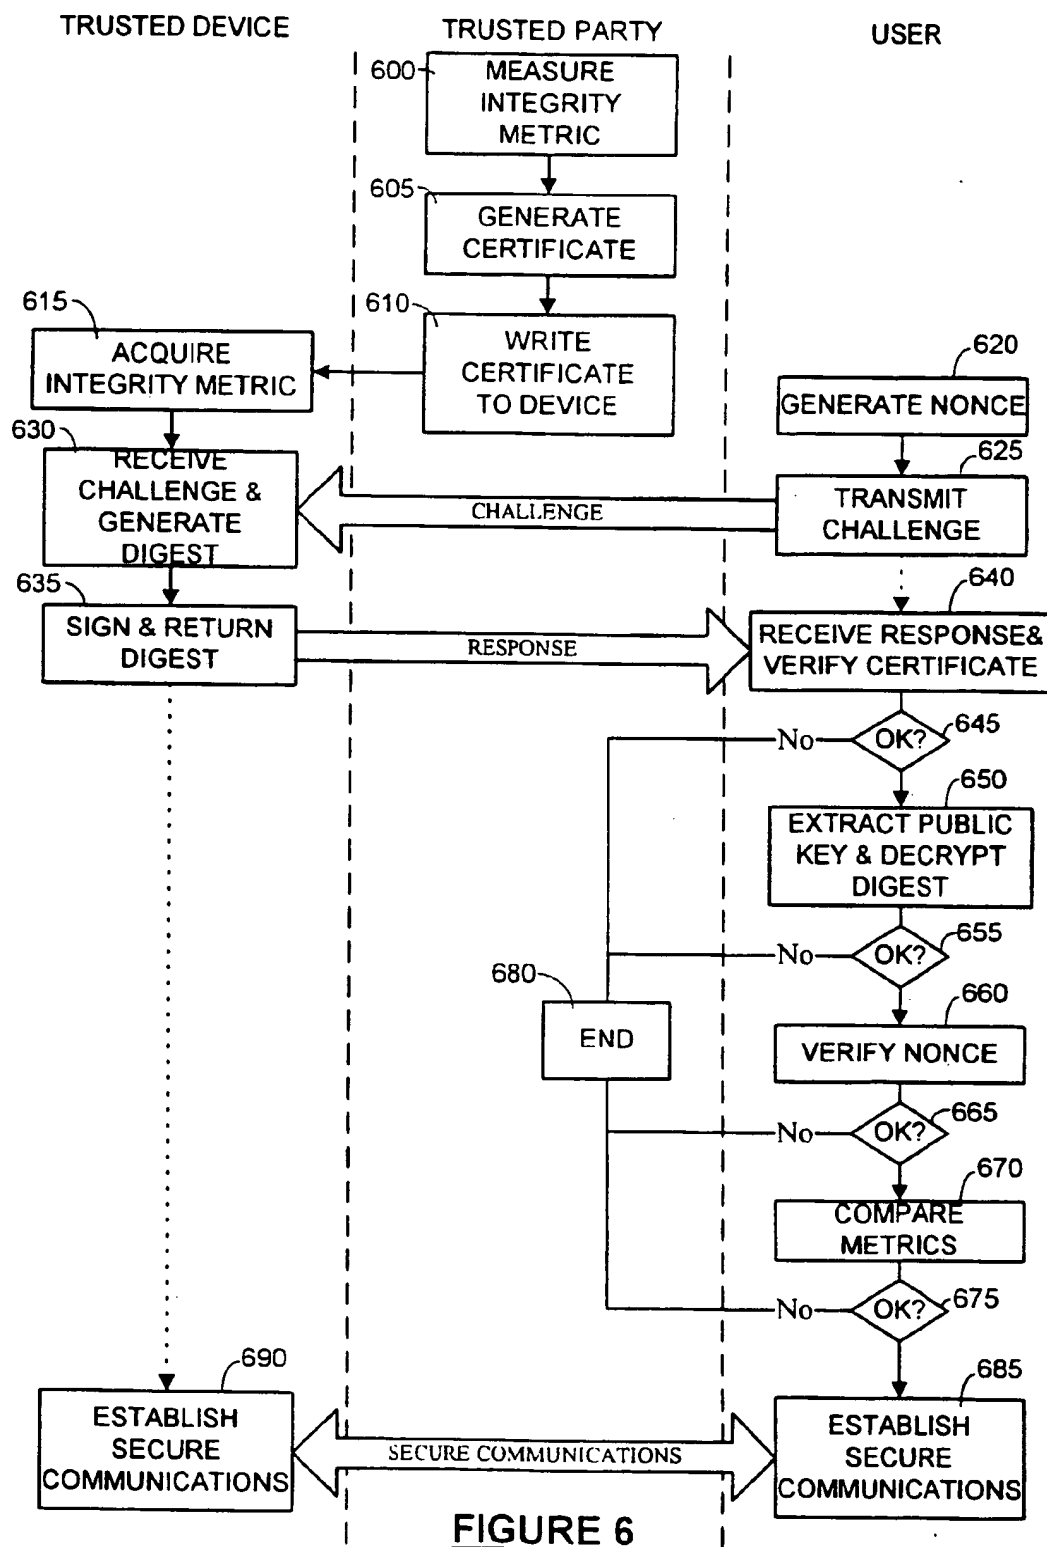 TRUSTED DEVICE
TRUSTED PARTY
USER
600
MEASURE
INTEGRITY
METRIC
605
GENERATE
CERTIFICATE
610
WRITE
CERTIFICATE
TO DEVICE
615
ACQUIRE
INTEGRITY METRIC
620
GENERATE NONCE
625
TRANSMIT
CHALLENGE
CHALLENGE
630
RECEIVE
CHALLENGE &
GENERATE
DIGEST
635
SIGN & RETURN
DIGEST
RESPONSE
640
RECEIVE RESPONSE&
VERIFY CERTIFICATE
645
OK?
No
650
EXTRACT PUBLIC
KEY & DECRYPT
DIGEST
655
OK?
No
680
END
660
VERIFY NONCE
665
OK?
No
670
COMPARE
METRICS
675
OK?
No
690
ESTABLISH
SECURE
COMMUNICATIONS
SECURE COMMUNICATIONS
685
ESTABLISH
SECURE
COMMUNICATIONS
FIGURE 6